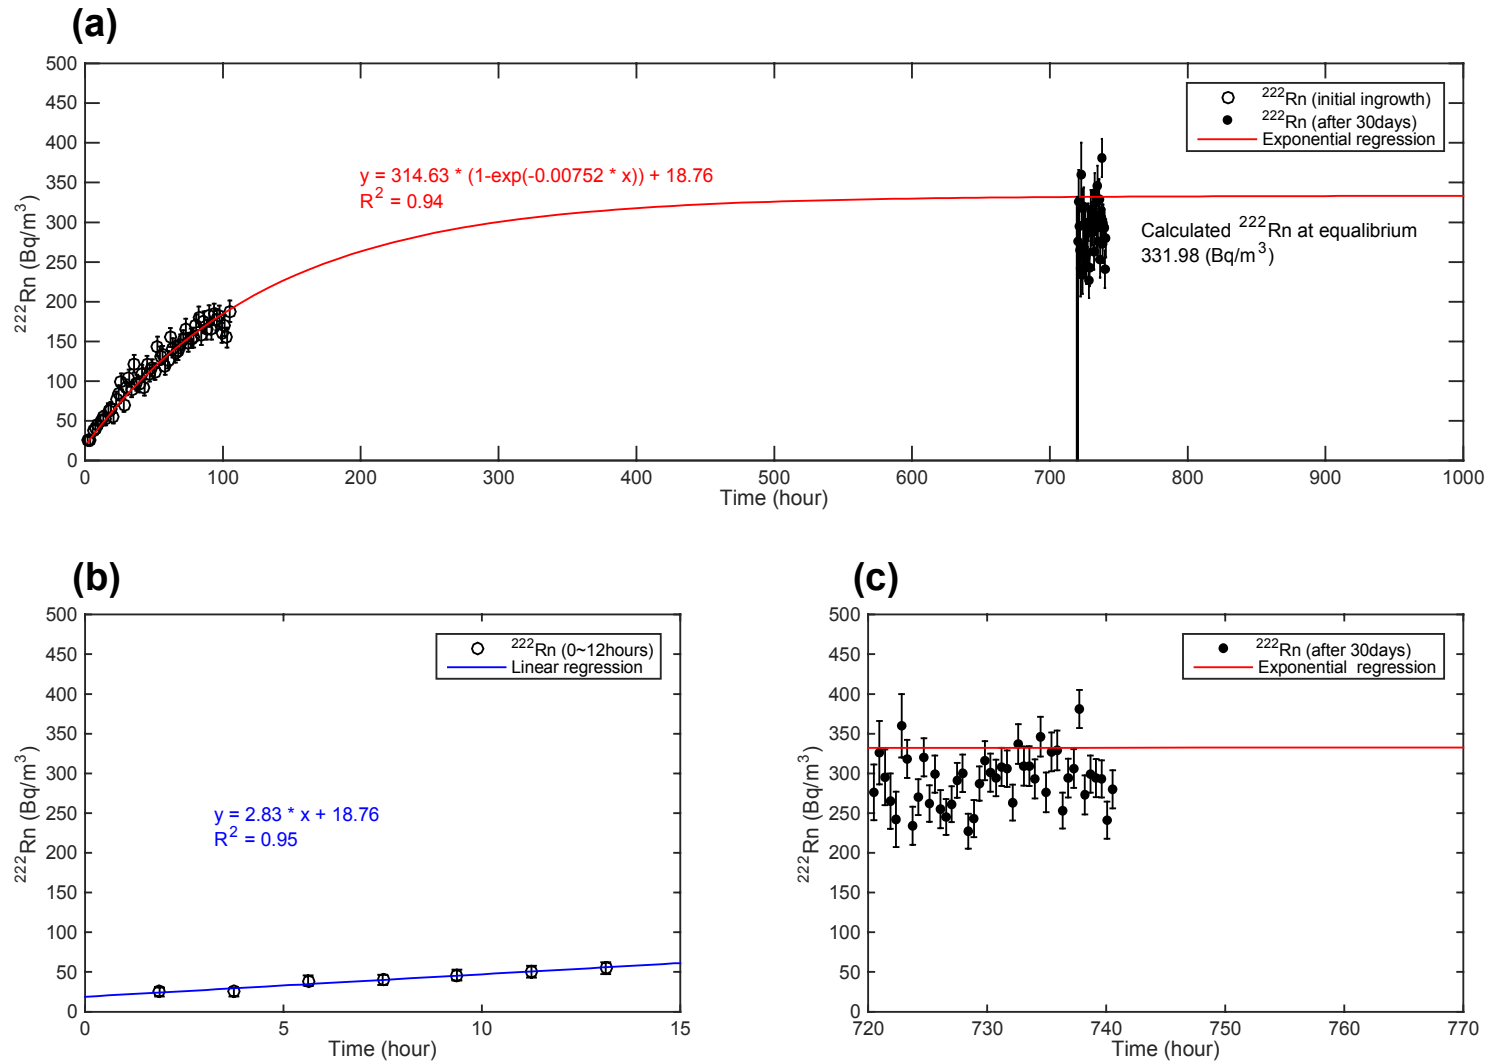 (a)
500
450
400
350
300
250
200
150
100
50
0
²²²Rn (Bq/m³)
²²²Rn (initial ingrowth)
²²²Rn (after 30days)
Exponential regression
y = 314.63 * (1-exp(-0.00752 * x)) + 18.76
R² = 0.94
Calculated ²²²Rn at equalibrium
331.98 (Bq/m³)
0 100 200 300 400 500 600 700 800 900 1000
Time (hour)
(b)
500
450
400
350
300
250
200
150
100
50
0
²²²Rn (Bq/m³)
²²²Rn (0~12hours)
Linear regression
y = 2.83 * x + 18.76
R² = 0.95
0 5 10 15
Time (hour)
(c)
500
450
400
350
300
250
200
150
100
50
0
²²²Rn (Bq/m³)
²²²Rn (after 30days)
Exponential regression
720 730 740 750 760 770
Time (hour)